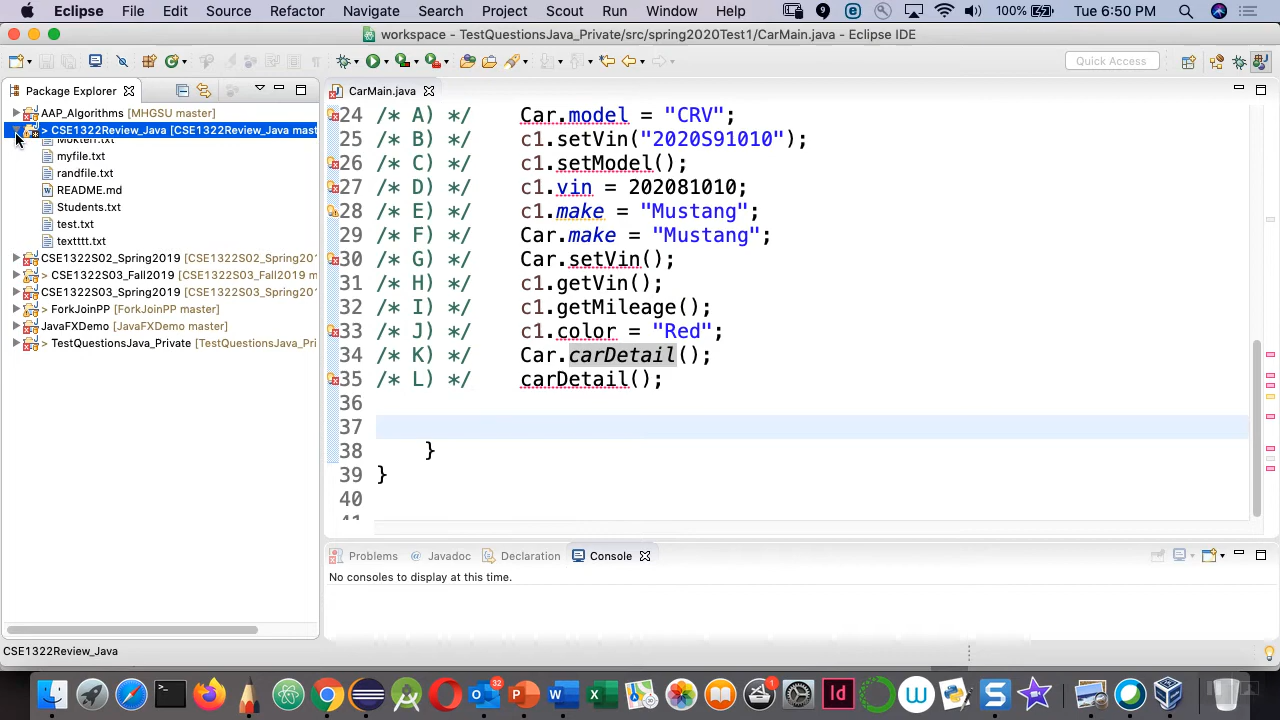 Eclipse File Edit Source Refactor Navigate Search Project Scout Run Window Help 9 100% Tue 6:50 PM
workspace - TestQuestionsJava_Private/src/spring2020Test1/CarMain.java - Eclipse IDE
Quick Access
Package Explorer
CarMain.java
AAP_Algorithms [MHGSU master]
> CSE1322Review_Java [CSE1322Review_Java mast
myfile.txt
randfile.txt
README.md
Students.txt
test.txt
textttt.txt
CSE1322S02_Spring2019 [CSE1322S02_Spring20
> CSE1322S03_Fall2019 [CSE1322S03_Fall2019 m
CSE1322S03_Spring2019 [CSE1322S03_Spring20
> ForkJoinPP [ForkJoinPP master]
JavaFXDemo [JavaFXDemo master]
> TestQuestionsJava_Private [TestQuestionsJava_Pri
24 /* A) */ Car.model = "CRV";
25 /* B) */ c1.setVin("2020S91010");
26 /* C) */ c1.setModel();
27 /* D) */ c1.vin = 202081010;
28 /* E) */ c1.make = "Mustang";
29 /* F) */ Car.make = "Mustang";
30 /* G) */ Car.setVin();
31 /* H) */ c1.getVin();
32 /* I) */ c1.getMileage();
33 /* J) */ c1.color = "Red";
34 /* K) */ Car.carDetail();
35 /* L) */ carDetail();
36
37
38 }
39 }
40
Problems @ Javadoc Declaration Console
No consoles to display at this time.
CSE1322Review_Java
32 P W X 1 Id W S